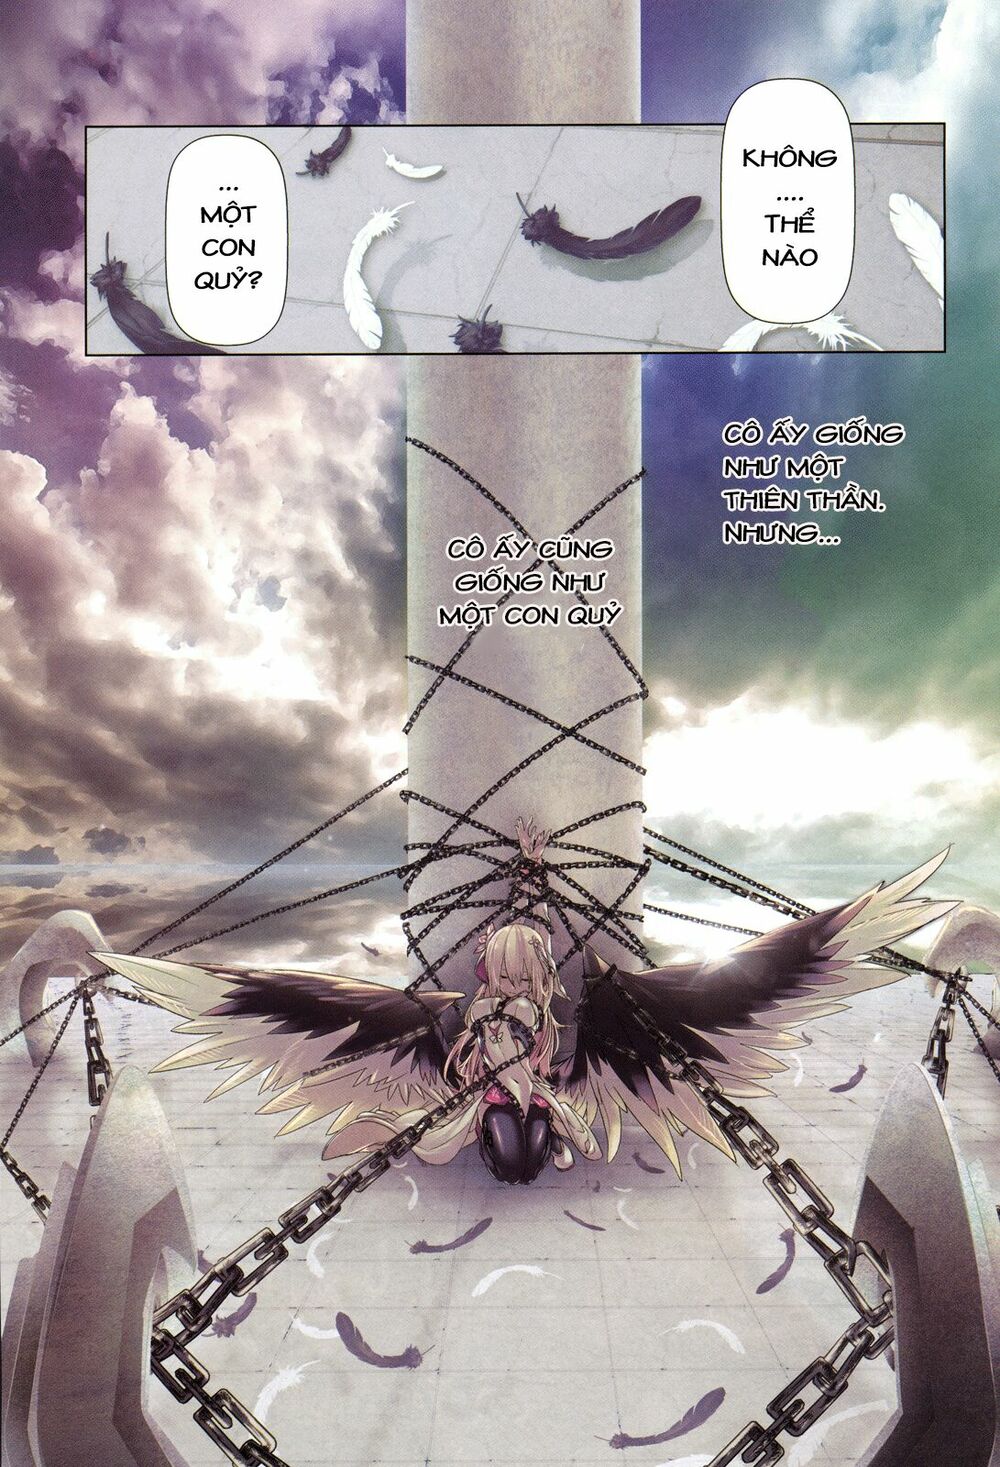 KHÔNG
....
THỂ
NÀO
...
MỘT
CON
QUỶ?
CÔ ẤY GIỐNG
NHƯ MỘT
THIÊN THẦN.
NHƯNG...
CÔ ẤY CŨNG
GIỐNG NHƯ
MỘT CON QUỶ